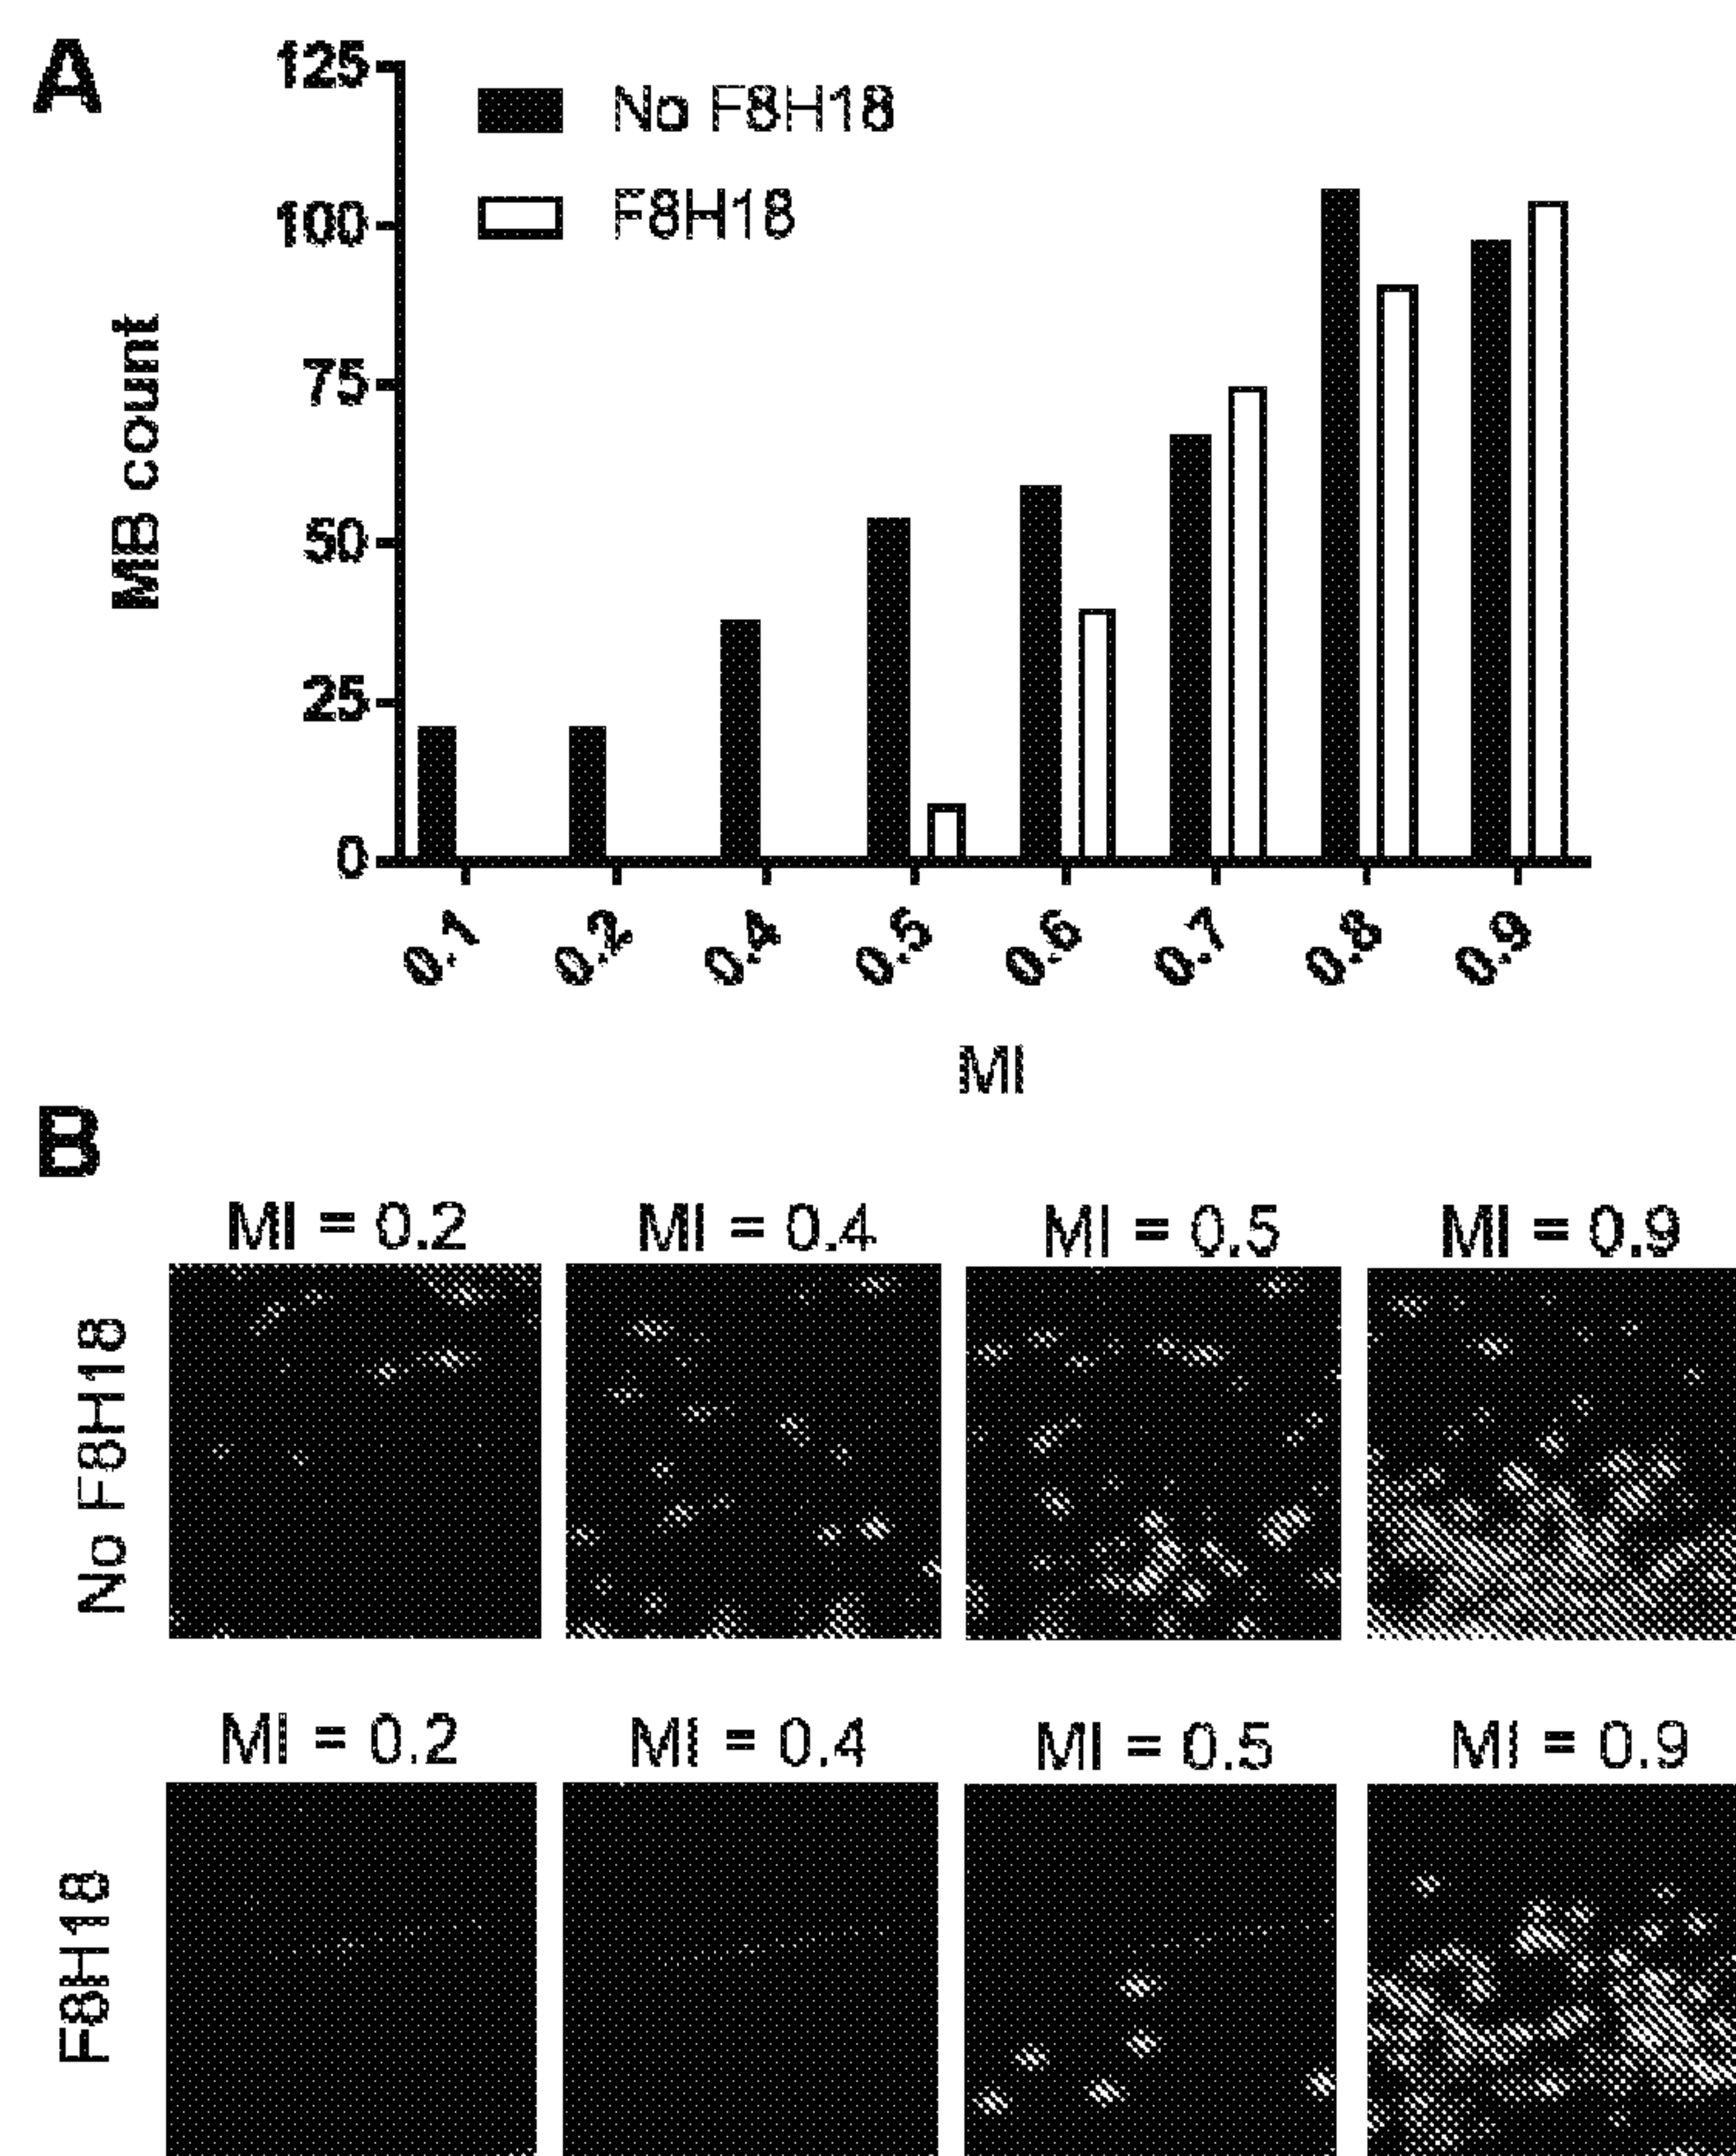 A
125
No F8H18
F8H18
100
75
50
25
0
MB count
0.1 0.2 0.4 0.5 0.6 0.7 0.8 0.9
MI
B
MI = 0.2 MI = 0.4 MI = 0.5 MI = 0.9
No F8H18
MI = 0.2 MI = 0.4 MI = 0.5 MI = 0.9
F8H18